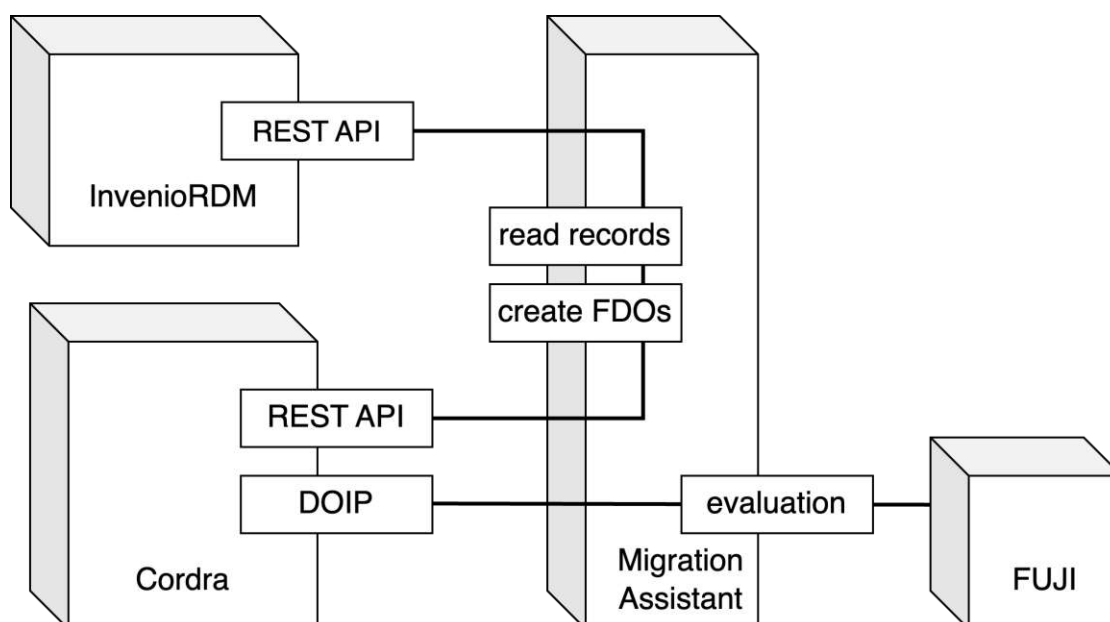 REST API
InvenioRDM
read records
create FDOs
REST API
DOIP
evaluation
Cordra
Migration
Assistant
FUJI